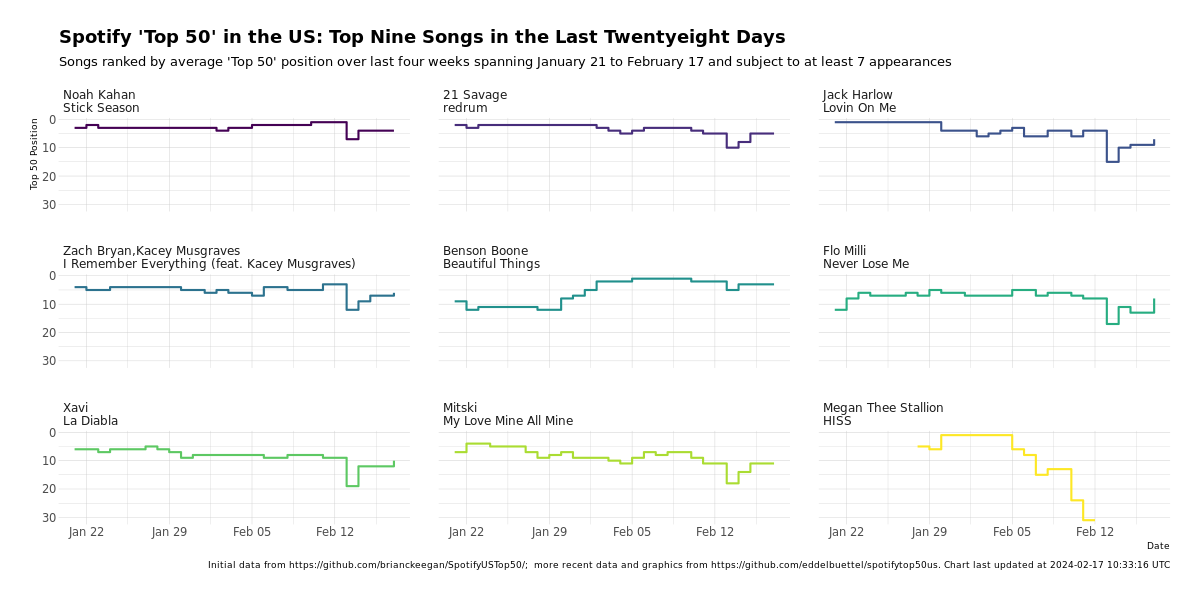 Spotify 'Top 50' in the US: Top Nine Songs in the Last Twentyeight Days
Songs ranked by average 'Top 50' position over last four weeks spanning January 21 to February 17 and subject to at least 7 appearances
Noah Kahan
Stick Season
21 Savage
redrum
Jack Harlow
Lovin On Me
Top 50 Position
0
10
20
30
Zach Bryan,Kacey Musgraves
I Remember Everything (feat. Kacey Musgraves)
Benson Boone
Beautiful Things
Flo Milli
Never Lose Me
0
10
20
30
Xavi
La Diabla
Mitski
My Love Mine All Mine
Megan Thee Stallion
HISS
0
10
20
30
Jan 22 Jan 29 Feb 05 Feb 12
Jan 22 Jan 29 Feb 05 Feb 12
Jan 22 Jan 29 Feb 05 Feb 12
Date
Initial data from https://github.com/brianckeegan/SpotifyUSTop50/;  more recent data and graphics from https://github.com/eddelbuettel/spotifytop50us. Chart last updated at 2024-02-17 10:33:16 UTC